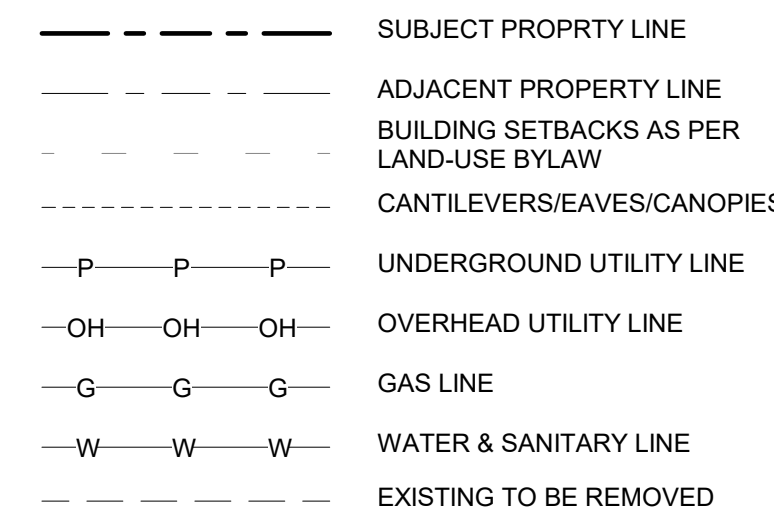 SUBJECT PROPRTY LINE
ADJACENT PROPERTY LINE
BUILDING SETBACKS AS PER
LAND-USE BYLAW
CANTILEVERS/EAVES/CANOPIES
P P P UNDERGROUND UTILITY LINE
OH OH OH OVERHEAD UTILITY LINE
G G G GAS LINE
W W W WATER & SANITARY LINE
EXISTING TO BE REMOVED